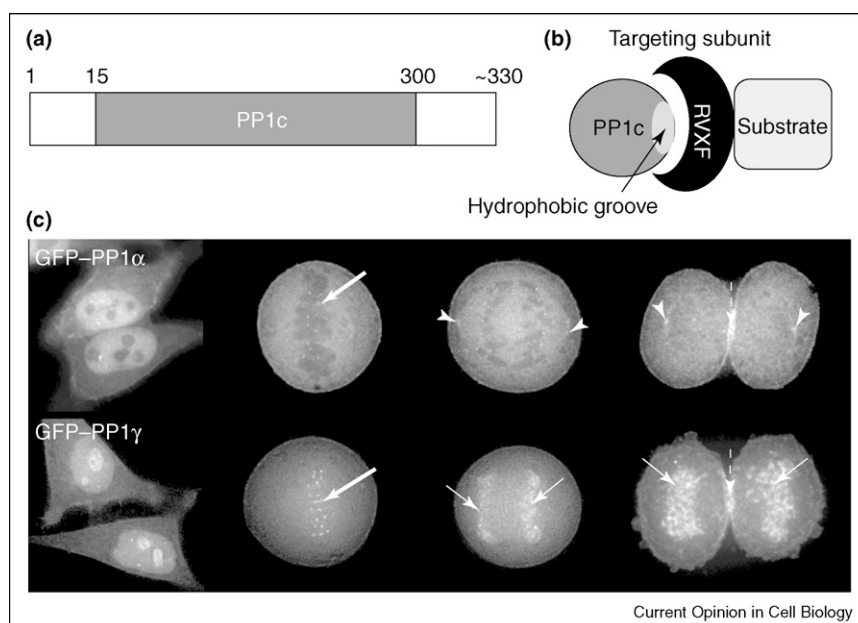 (a)
1 15 300 ~330
PP1c
(b)
Targeting subunit
PP1c
RVXF
Substrate
Hydrophobic groove
(c)
GFP–PP1α
GFP–PP1γ
Current Opinion in Cell Biology